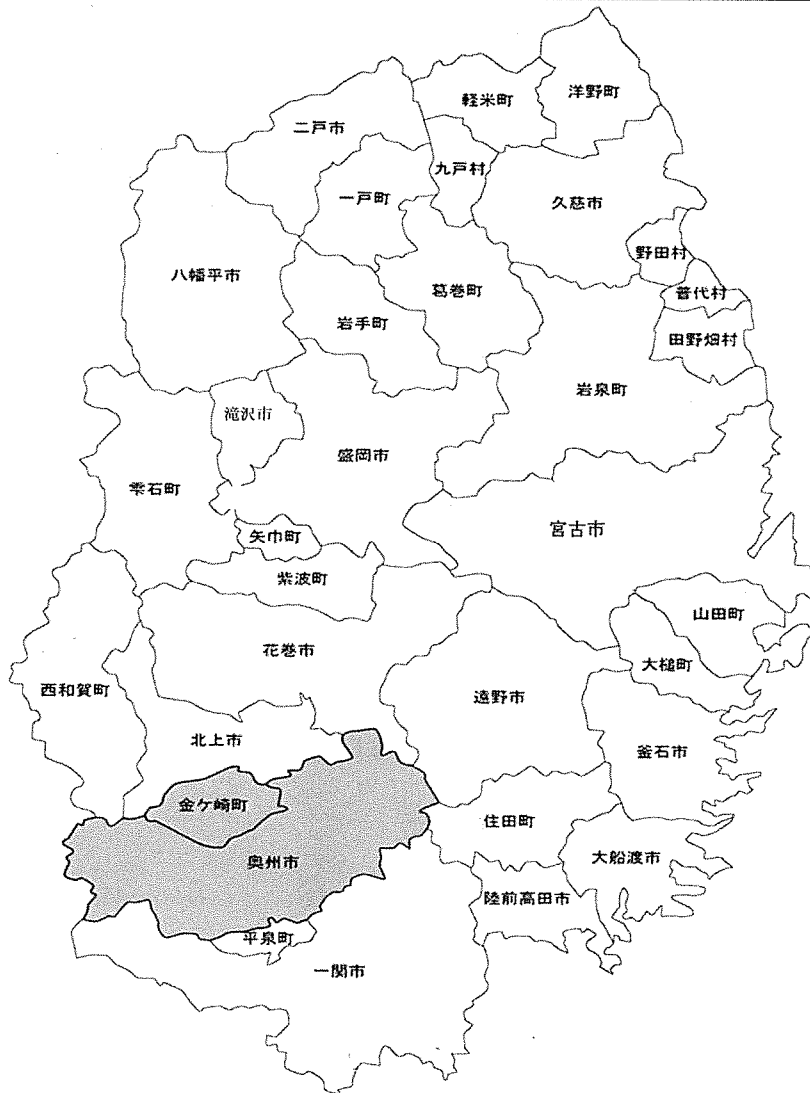 洋野町
軽米町
二戸市
九戸村
一戸町
久慈市
野田村
八幡平市
葛巻町
普代村
岩手町
田野畑村
岩泉町
滝沢市
盛岡市
雫石町
宮古市
矢巾町
紫波町
山田町
花巻市
大槌町
西和賀町
遠野市
北上市
釜石市
金ケ崎町
住田町
奥州市
大船渡市
陸前高田市
平泉町
一関市